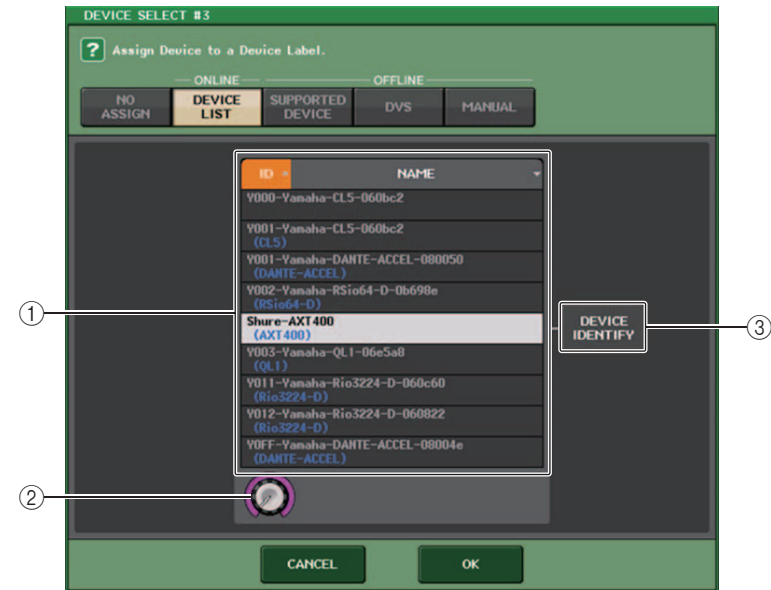 DEVICE SELECT #3
? Assign Device to a Device Label.
ONLINE OFFLINE
NO ASSIGN
DEVICE LIST
SUPPORTED DEVICE
DVS
MANUAL
ID NAME
Y000-Yamaha-CL5-060bc2
Y001-Yamaha-CL5-060bc2
(CL5)
Y001-Yamaha-DANTE-ACCEL-080050
(DANTE-ACCEL)
Y002-Yamaha-RSio64-D-0b698e
(RSio64-D)
① Shure-AXT400
(AXT400)
DEVICE IDENTIFY ③
Y003-Yamaha-QL1-06e5a8
(QL1)
Y011-Yamaha-Rio3224-D-060c60
(Rio3224-D)
Y012-Yamaha-Rio3224-D-060822
(Rio3224-D)
Y0FF-Yamaha-DANTE-ACCEL-08004e
(DANTE-ACCEL)
②
CANCEL OK